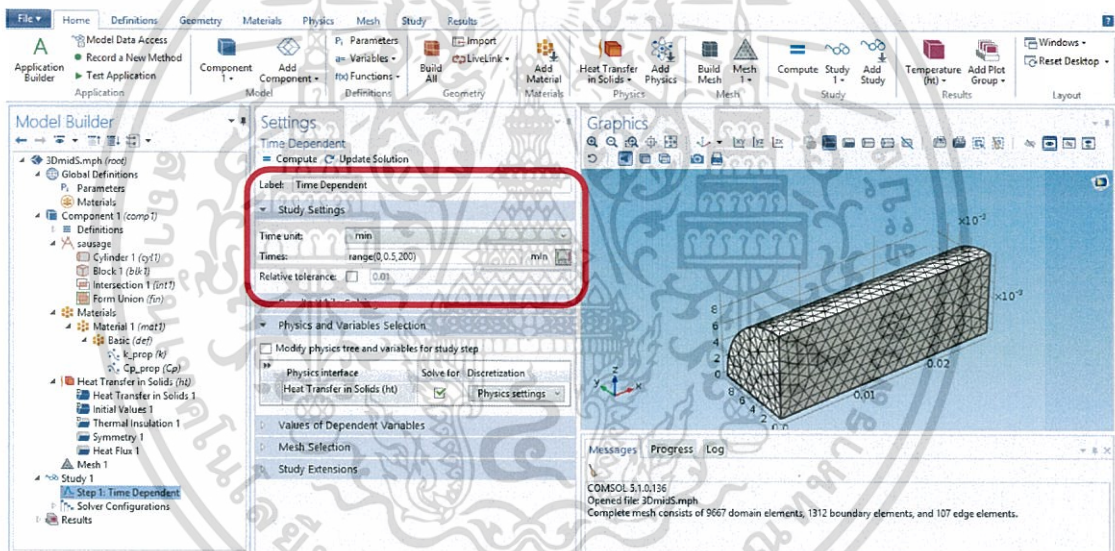 File Home Definitions Geometry Materials Physics Mesh Study Results
Application Builder
Model Data Access
Record a New Method
Test Application
Application
Component 1
Add Component
Model
Pi Parameters
a= Variables
f(x) Functions
Definitions
Build All
Import
LiveLink
Geometry
Add Material
Materials
Heat Transfer in Solids
Add Physics
Physics
Build Mesh
Mesh 1
Mesh
Compute
Study 1
Add Study
Study
Temperature (ht)
Add Plot Group
Results
Windows
Reset Desktop
Layout
Model Builder
3DmidS.mph (root)
Global Definitions
Pi Parameters
Materials
Component 1 (comp1)
Definitions
sausage
Cylinder 1 (cyl1)
Block 1 (blk1)
Intersection 1 (int1)
Form Union (fin)
Materials
Material 1 (mat1)
Basic (def)
k_prop (k)
Cp_prop (Cp)
Heat Transfer in Solids (ht)
Heat Transfer in Solids 1
Initial Values 1
Thermal Insulation 1
Symmetry 1
Heat Flux 1
Mesh 1
Study 1
Step 1: Time Dependent
Solver Configurations
Results
Settings
Time Dependent
= Compute Update Solution
Label: Time Dependent
Study Settings
Time unit: min
Times: range(0,0.5,200) min
Relative tolerance: 0.01
Physics and Variables Selection
Modify physics tree and variables for study step
Physics interface Solve for Discretization
Heat Transfer in Solids (ht) Physics settings
Values of Dependent Variables
Mesh Selection
Study Extensions
Graphics
×10⁻³
×10⁻³
8
6
4
2
0
0.02
0.01
8
6
4
2
z
y
x
Messages Progress Log
COMSOL 5.1.0.136
Opened file: 3DmidS.mph
Complete mesh consists of 9667 domain elements, 1312 boundary elements, and 107 edge elements.